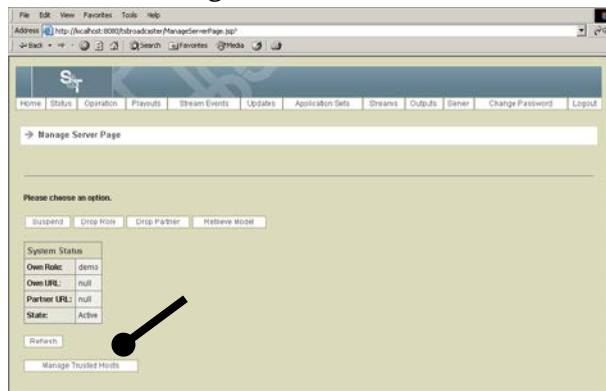 File Edit View Favorites Tools Help
Address http://localhost:8080/tsbroadcaster/ManageServerPage.jsp?
Back Search Favorites Media
S T
Home Status Operation Playouts Stream Events Updates Application Sets Streams Outputs Server Change Password Logout
Manage Server Page
Please choose an option.
Suspend Drop Role Drop Partner Retrieve Model
System Status
Own Role: demo
Own URL: null
Partner URL: null
State: Active
Refresh
Manage Trusted Hosts